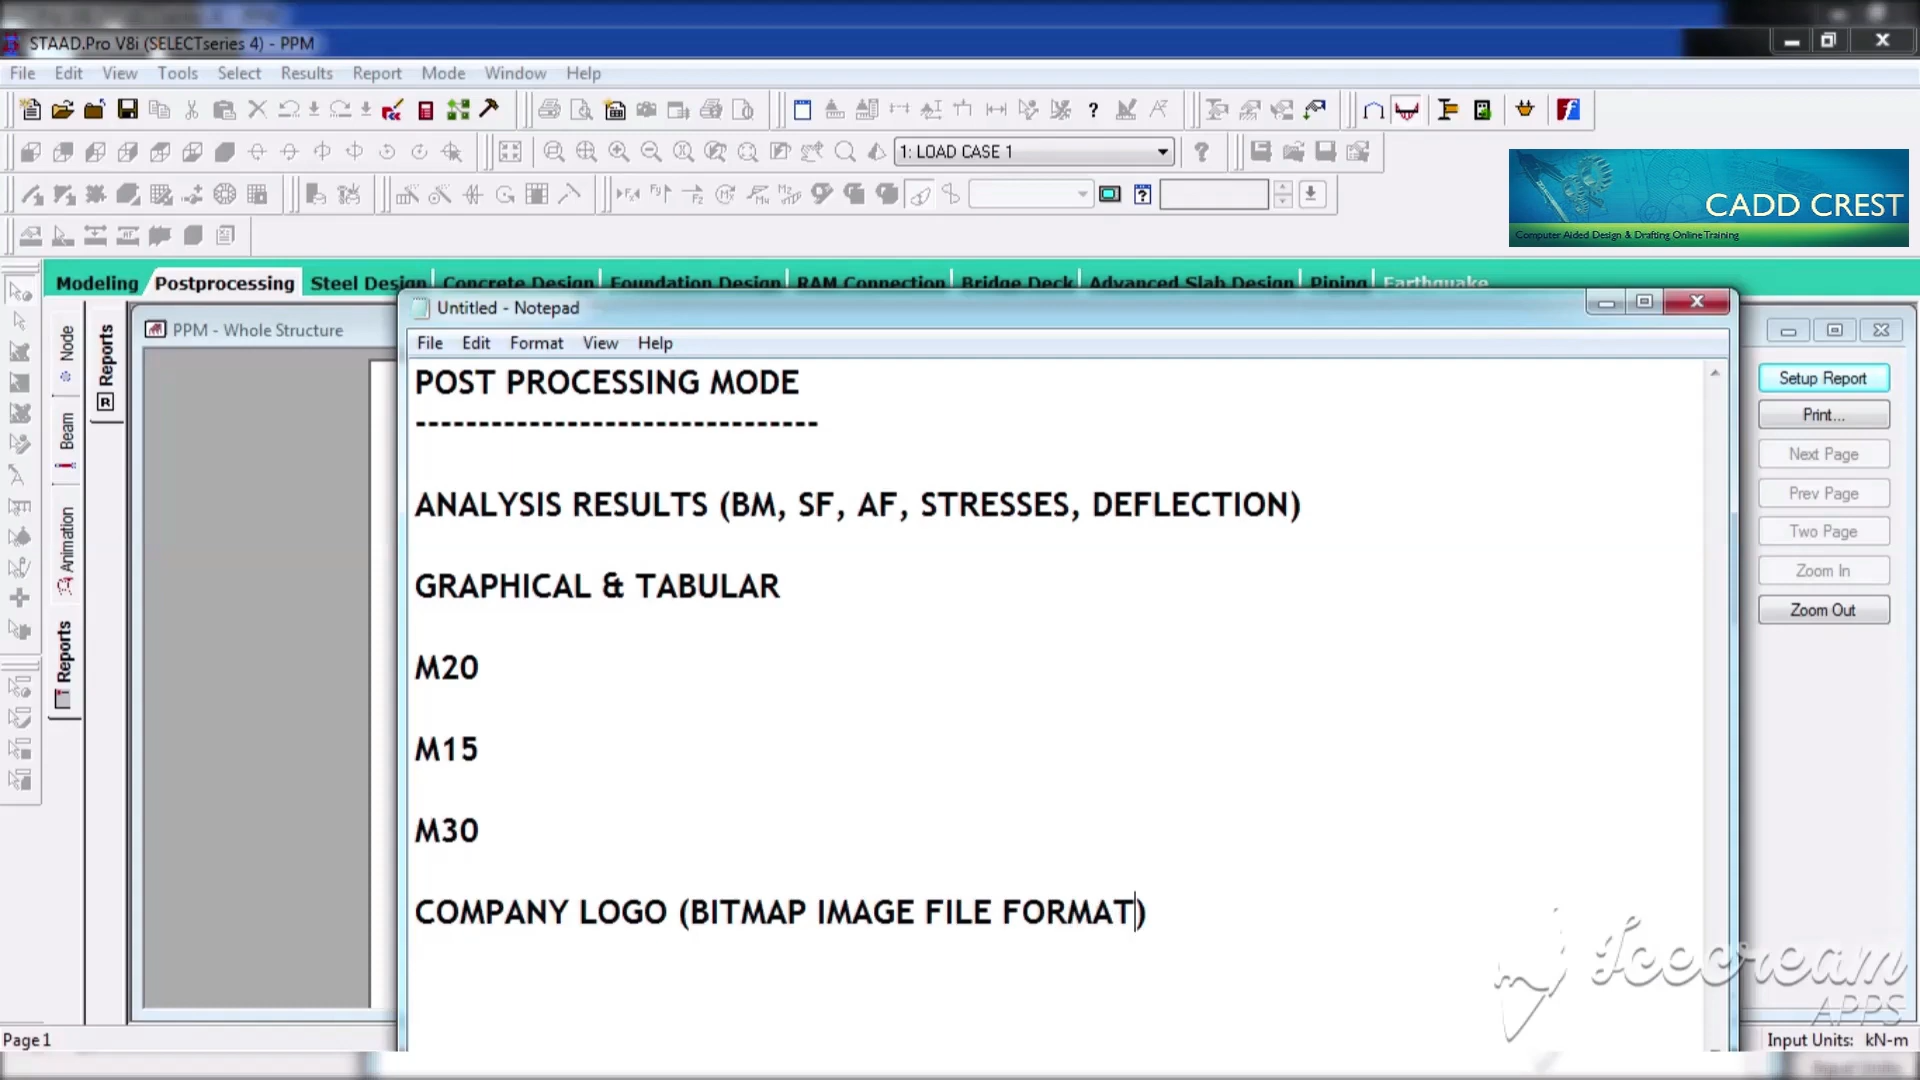 STAAD.Pro V8i (SELECTseries 4) - PPM
File Edit View Tools Select Results Report Mode Window Help
1: LOAD CASE 1
CADD CREST
Computer Aided Design & Drafting Online Training
Modeling Postprocessing Steel Design Concrete Design Foundation Design RAM Connection Bridge Deck Advanced Slab Design Piping Earthquake
PPM - Whole Structure
Node
Beam
Animation
Reports
Reports
Untitled - Notepad
File Edit Format View Help
POST PROCESSING MODE
--------------------------------
ANALYSIS RESULTS (BM, SF, AF, STRESSES, DEFLECTION)
GRAPHICAL & TABULAR
M20
M15
M30
COMPANY LOGO (BITMAP IMAGE FILE FORMAT)
Setup Report
Print...
Next Page
Prev Page
Two Page
Zoom In
Zoom Out
Icecream
APPS
Page 1
Input Units: kN-m